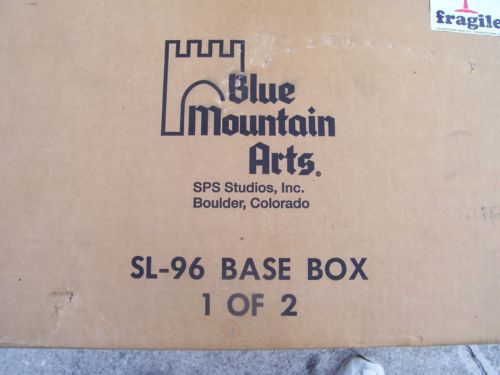 fragile
Blue
Mountain
Arts®
SPS Studios, Inc.
Boulder, Colorado
SL-96 BASE BOX
1 OF 2